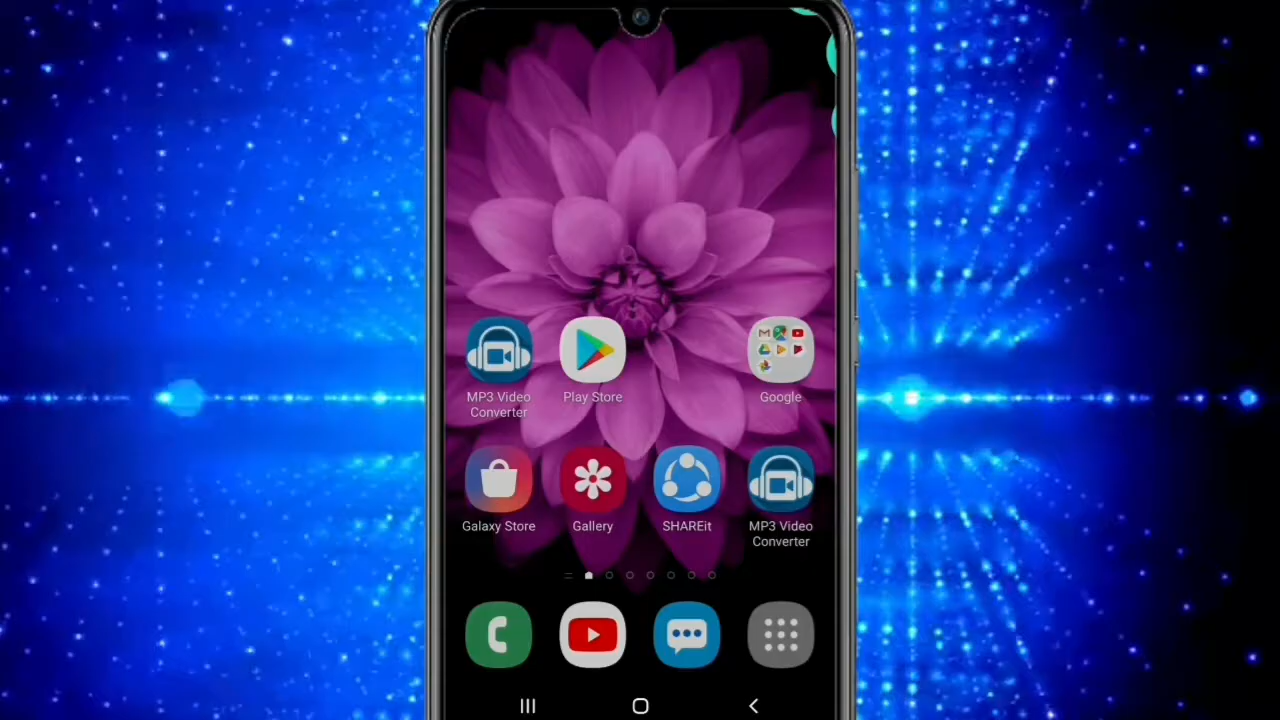 MP3 Video
Converter
Play Store
Google
Galaxy Store
Gallery
SHAREit
MP3 Video
Converter